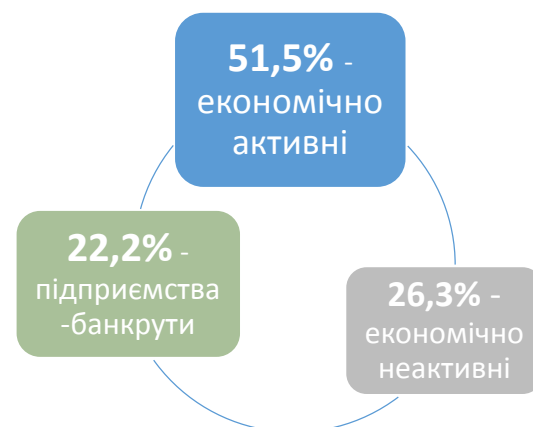 51,5% -
економічно
активні
22,2% -
підприємства
-банкрути
26,3% -
економічно
неактивні